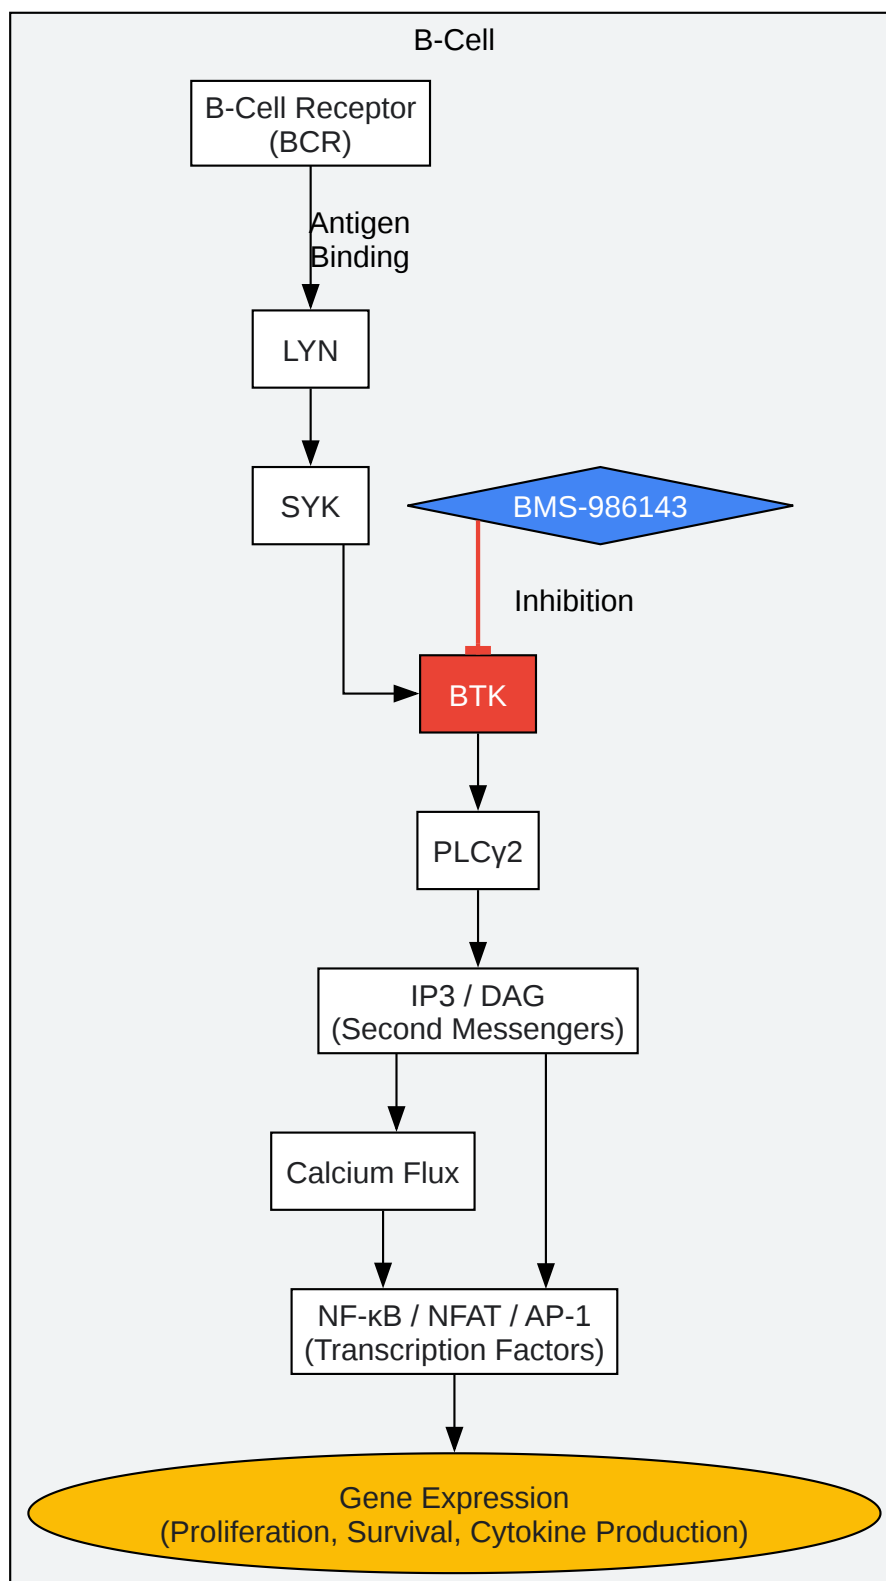 B-Cell
B-Cell Receptor
(BCR)
Antigen
Binding
LYN
SYK
BMS-986143
Inhibition
BTK
PLCγ2
IP3 / DAG
(Second Messengers)
Calcium Flux
NF-κB / NFAT / AP-1
(Transcription Factors)
Gene Expression
(Proliferation, Survival, Cytokine Production)